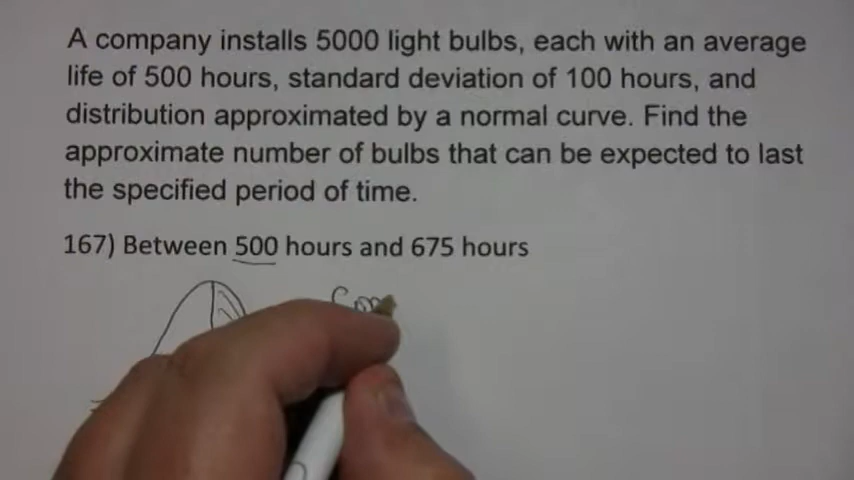 A company installs 5000 light bulbs, each with an average
life of 500 hours, standard deviation of 100 hours, and
distribution approximated by a normal curve. Find the
approximate number of bulbs that can be expected to last
the specified period of time.
167) Between 500 hours and 675 hours